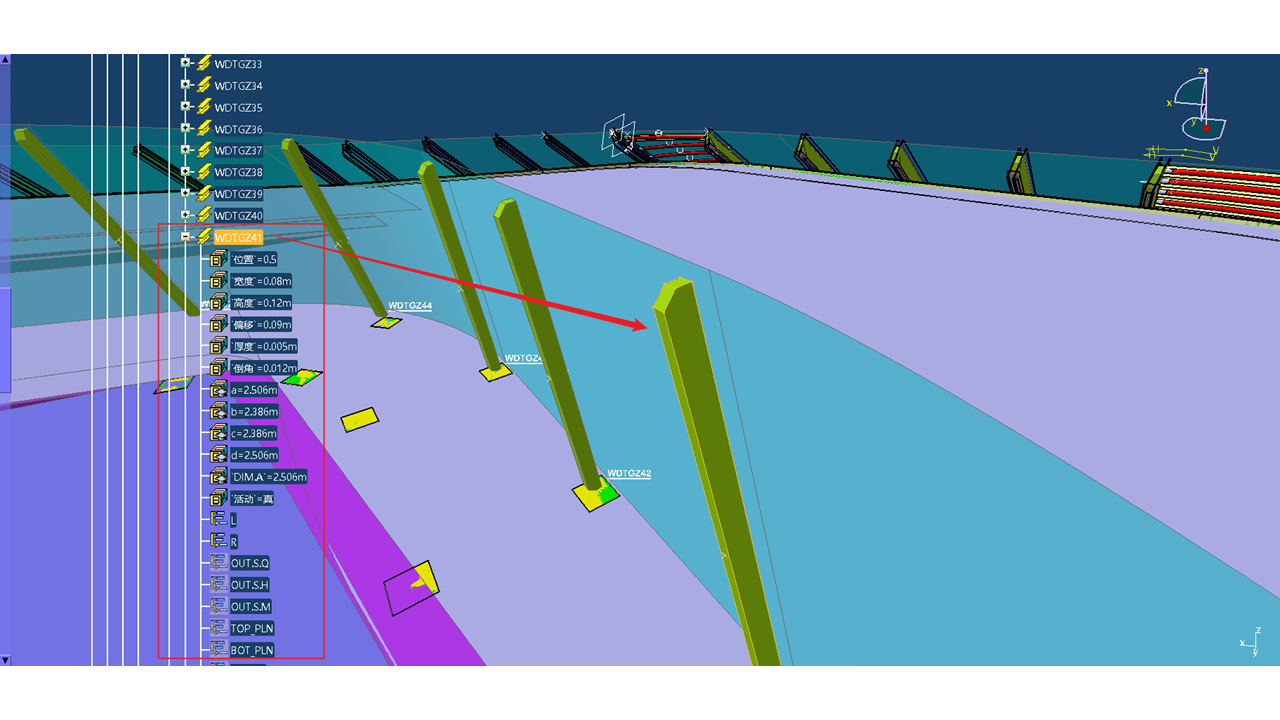 WDTGZ33
WDTGZ34
WDTGZ35
WDTGZ36
WDTGZ37
WDTGZ38
WDTGZ39
WDTGZ40
WDTGZ41
`位置`=0.5
`宽度`=0.08m
`高度`=0.12m
`偏移`=0.09m
`厚度`=0.005m
`倒角`=0.012m
a=2.506m
b=2.386m
c=2.386m
d=2.506m
`DIM.A`=2.506m
`活动`=真
L
R
OUT.S.Q
OUT.S.H
OUT.S.M
TOP_PLN
BOT_PLN
WDTGZ44
WDTGZ42
z
x
y
y
z
x
y